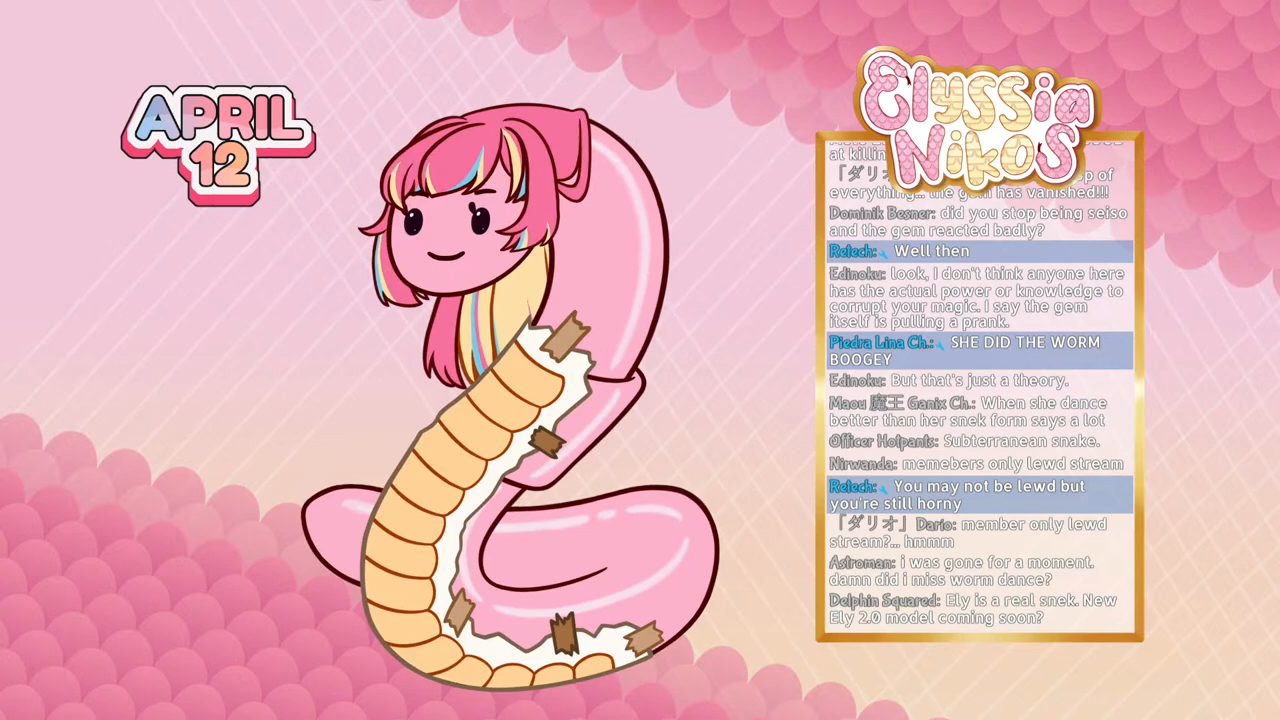 APRIL
12
Elyssia
Nikos
at killin
「ダリオ p of
everything... the gem has vanished!!!
Dominik Besner: did you stop being seiso
and the gem reacted badly?
Relech: Well then
Edinoku: look, I don't think anyone here
has the actual power or knowledge to
corrupt your magic. I say the gem
itself is pulling a prank.
Piedra Lina Ch.: SHE DID THE WORM
BOOGEY
Edinoku: But that's just a theory.
Maou 魔王 Ganix Ch.: When she dance
better than her snek form says a lot
Officer Holpants: Subterranean snake.
Nirwanda: memebers only lewd stream
Relech: You may not be lewd but
you're still horny
「ダリオ」Dario: member only lewd
stream?... hmmm
Astroman: i was gone for a moment.
damn did i miss worm dance?
Delphin Squared: Ely is a real snek. New
Ely 2.0 model coming soon?